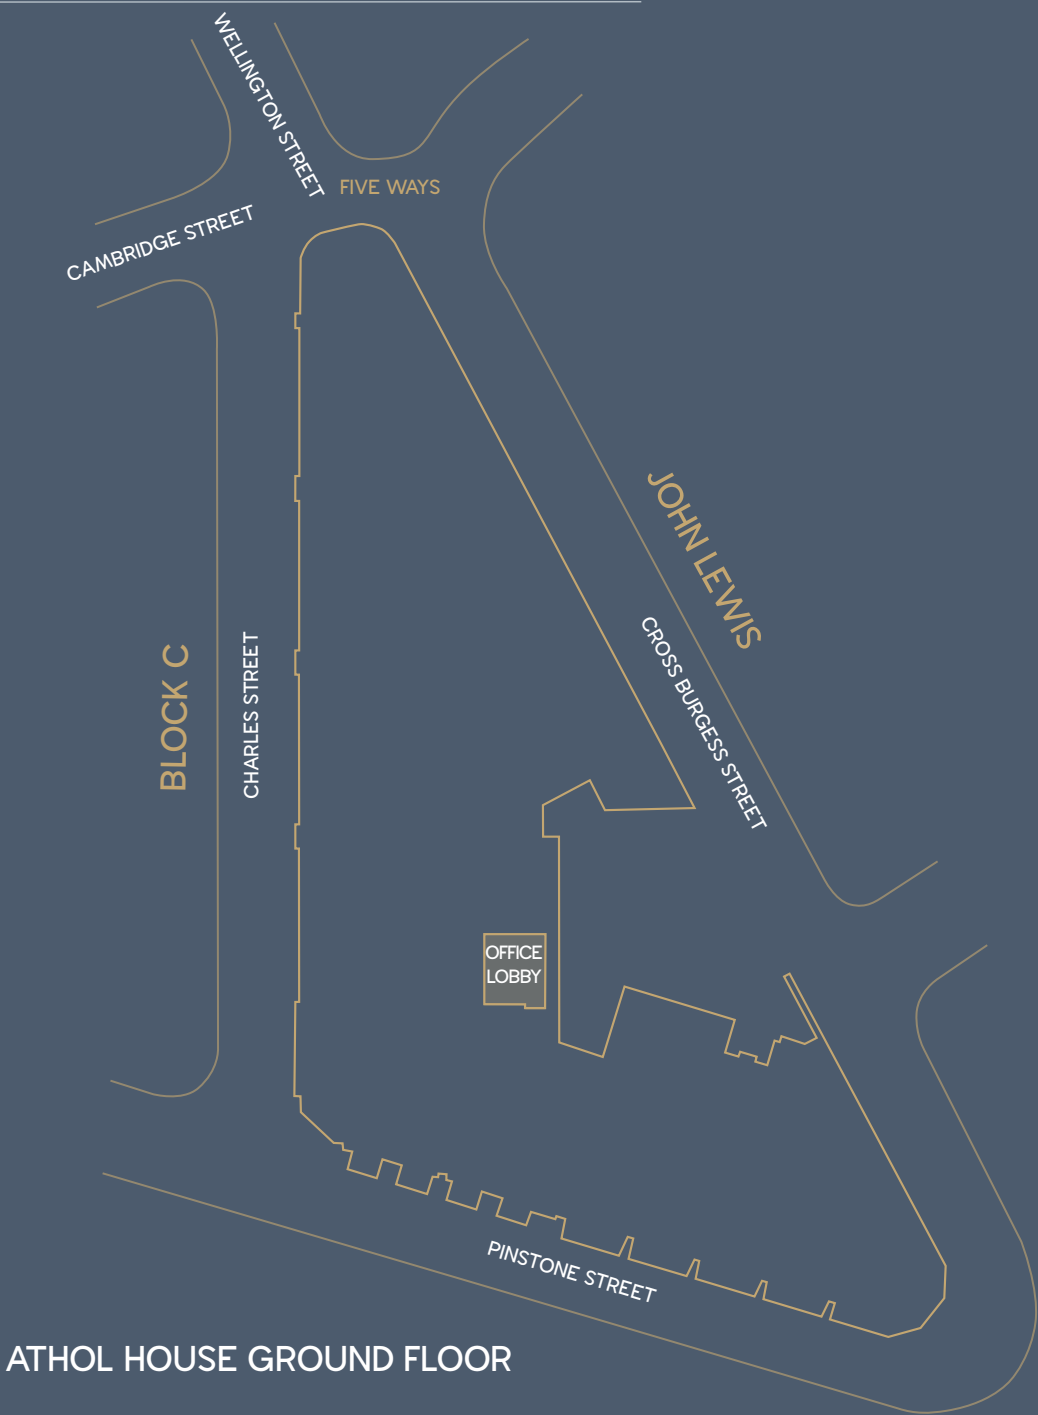 WELLINGTON STREET
FIVE WAYS
CAMBRIDGE STREET
JOHN LEWIS
CROSS BURGESS STREET
BLOCK C
CHARLES STREET
OFFICE
LOBBY
PINSTONE STREET
ATHOL HOUSE GROUND FLOOR